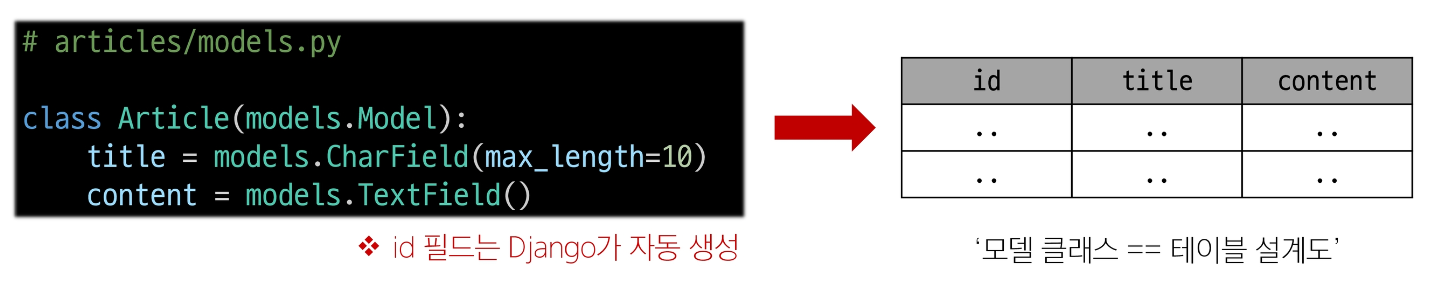 # articles/models.py
class Article(models.Model):
    title = models.CharField(max_length=10)
    content = models.TextField()
❖ id 필드는 Django가 자동 생성
id title content
.. .. ..
.. .. ..
‘모델 클래스 == 테이블 설계도’